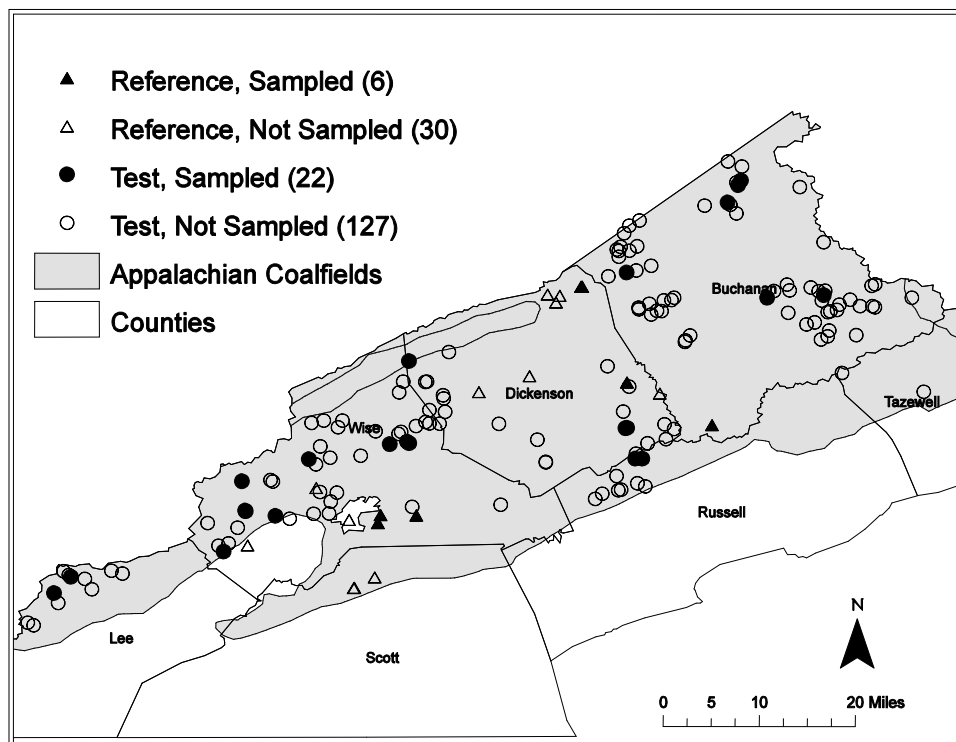 Reference, Sampled (6)
Reference, Not Sampled (30)
Test, Sampled (22)
Test, Not Sampled (127)
Appalachian Coalfields
Counties
Buchanan
Dickenson
Tazewell
Wise
Russell
Lee
Scott
N
0 5 10 20 Miles